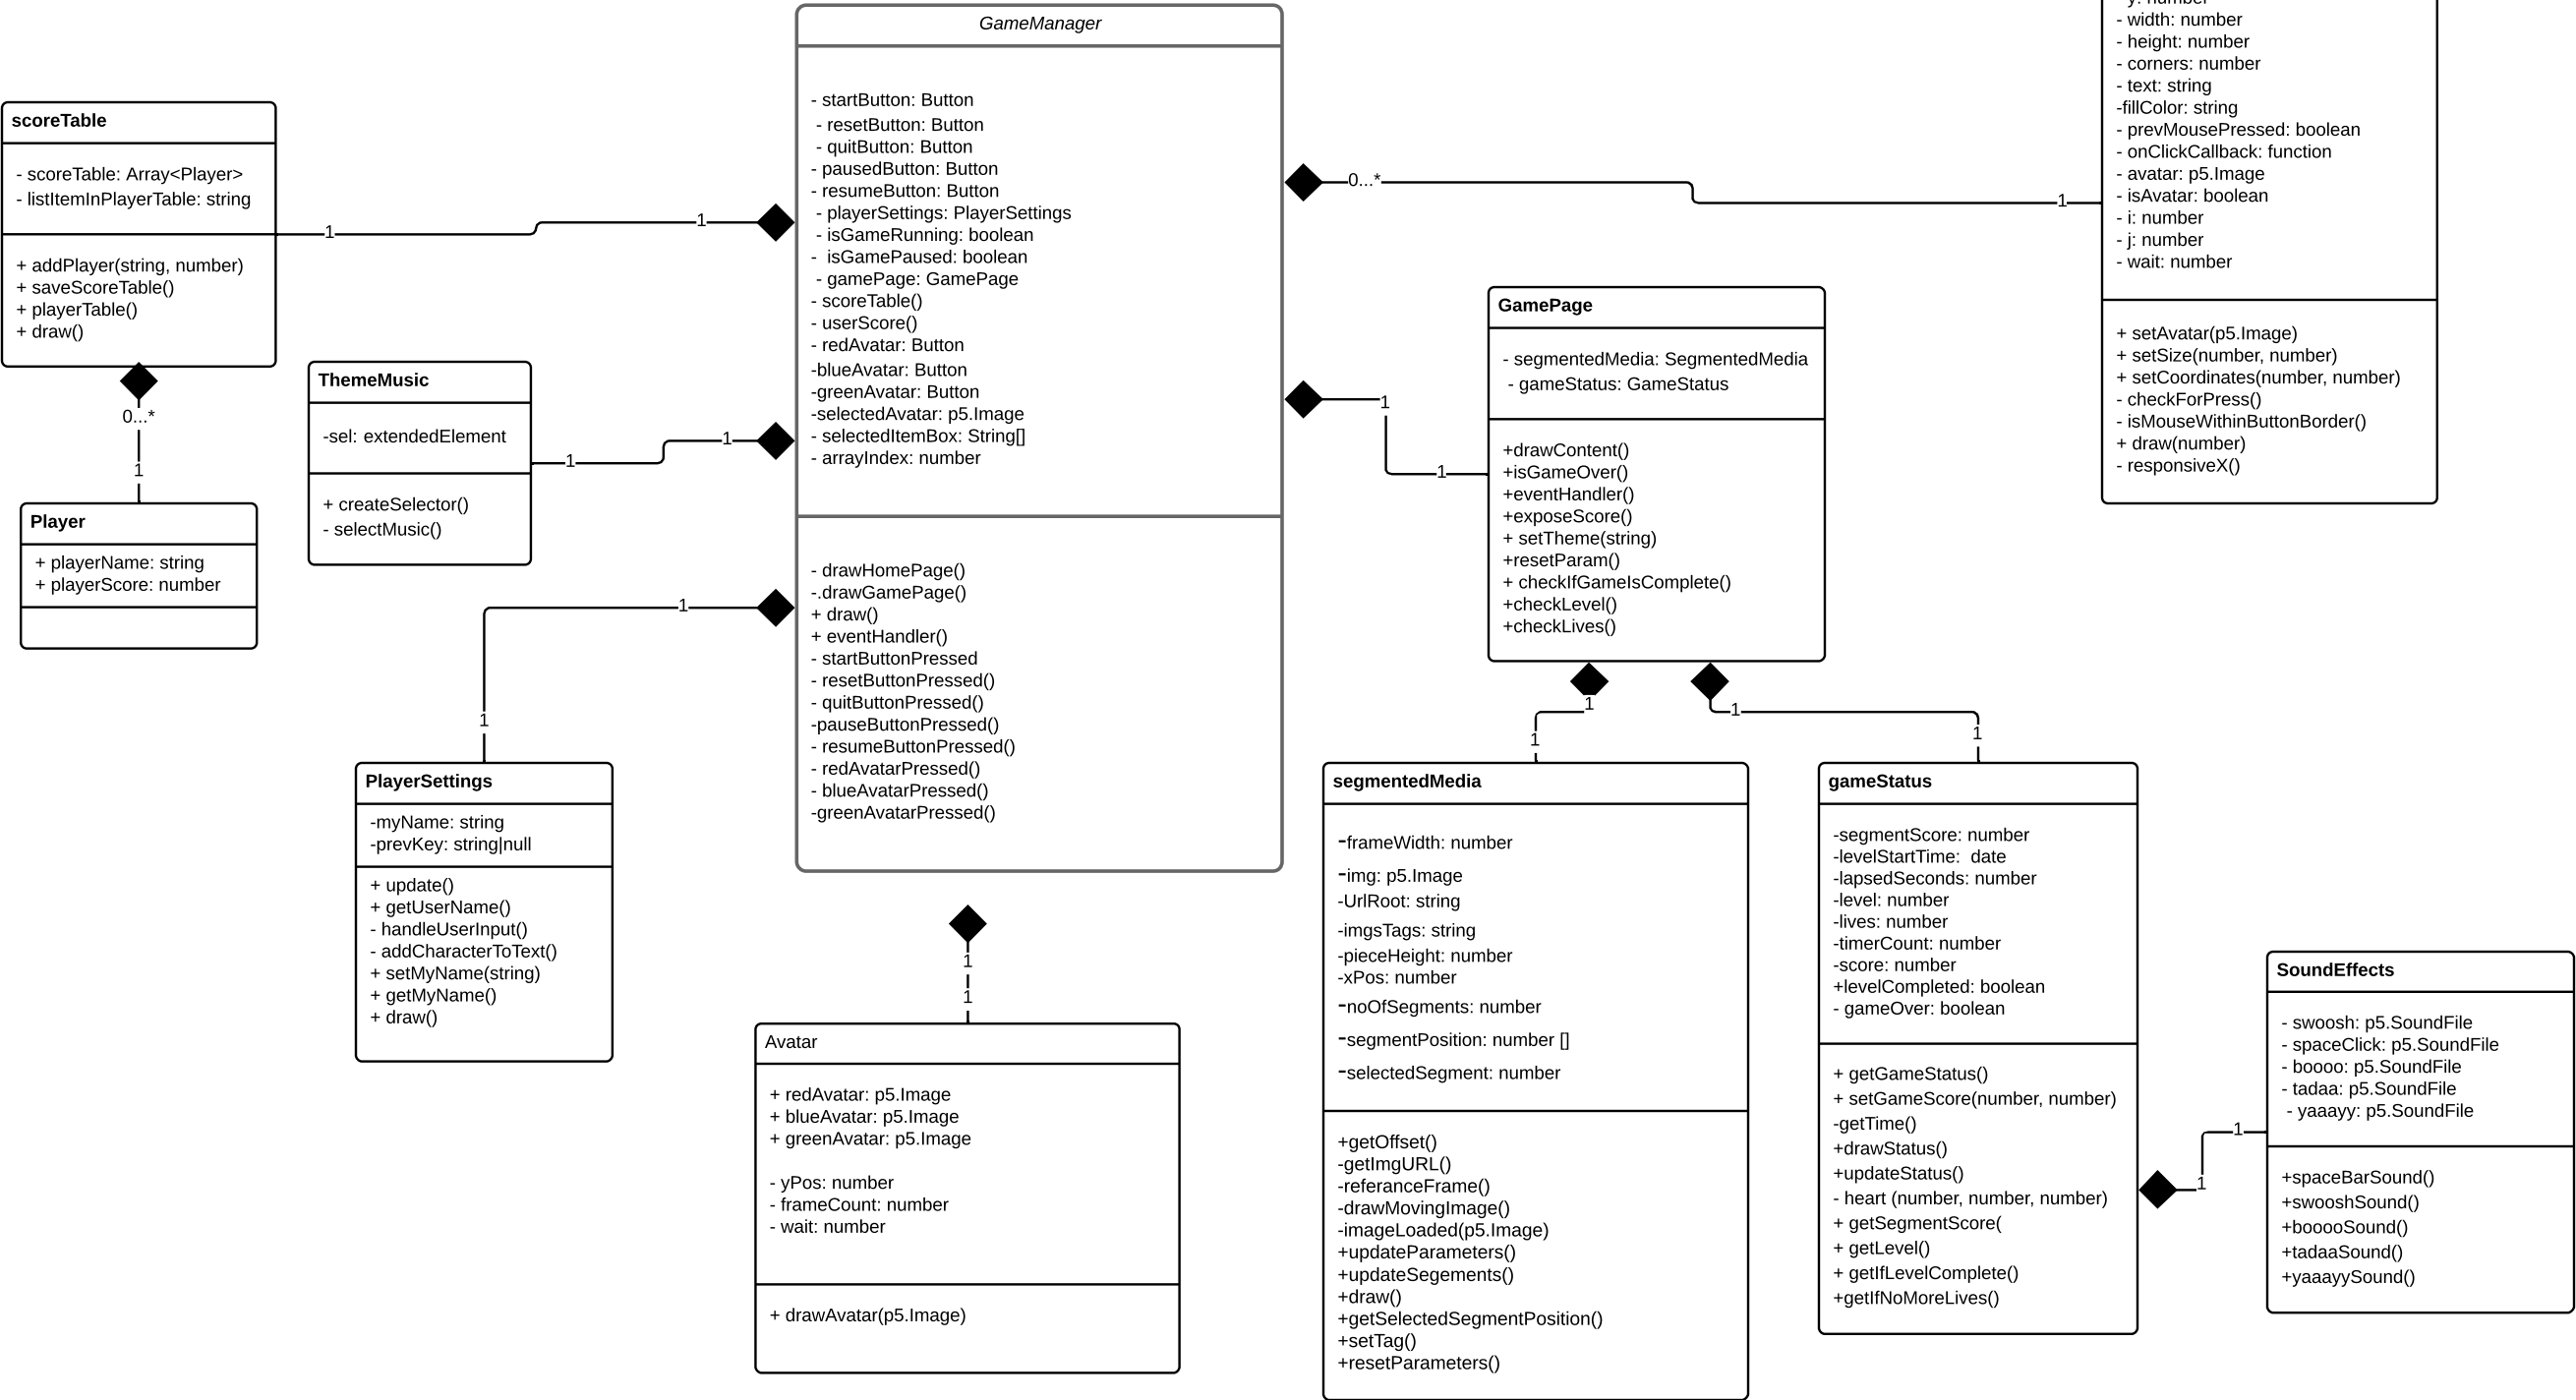 GameManager
- startButton: Button
- resetButton: Button
- quitButton: Button
- pausedButton: Button
- resumeButton: Button
- playerSettings: PlayerSettings
- isGameRunning: boolean
-  isGamePaused: boolean
- gamePage: GamePage
- scoreTable()
- userScore()
- redAvatar: Button
-blueAvatar: Button
-greenAvatar: Button
-selectedAvatar: p5.Image
- selectedItemBox: String[]
- arrayIndex: number
- drawHomePage()
-.drawGamePage()
+ draw()
+ eventHandler()
- startButtonPressed
- resetButtonPressed()
- quitButtonPressed()
-pauseButtonPressed()
- resumeButtonPressed()
- redAvatarPressed()
- blueAvatarPressed()
-greenAvatarPressed()
scoreTable
- scoreTable: Array<Player>
- listItemInPlayerTable: string
+ addPlayer(string, number)
+ saveScoreTable()
+ playerTable()
+ draw()
1
1
0...*
1
Player
+ playerName: string
+ playerScore: number
ThemeMusic
-sel: extendedElement
+ createSelector()
- selectMusic()
1
1
1
1
PlayerSettings
-myName: string
-prevKey: string|null
+ update()
+ getUserName()
- handleUserInput()
- addCharacterToText()
+ setMyName(string)
+ getMyName()
+ draw()
1
1
Avatar
+ redAvatar: p5.Image
+ blueAvatar: p5.Image
+ greenAvatar: p5.Image
- yPos: number
- frameCount: number
- wait: number
+ drawAvatar(p5.Image)
0...*
1
- y: number
- width: number
- height: number
- corners: number
- text: string
-fillColor: string
- prevMousePressed: boolean
- onClickCallback: function
- avatar: p5.Image
- isAvatar: boolean
- i: number
- j: number
- wait: number
+ setAvatar(p5.Image)
+ setSize(number, number)
+ setCoordinates(number, number)
- checkForPress()
- isMouseWithinButtonBorder()
+ draw(number)
- responsiveX()
1
1
GamePage
- segmentedMedia: SegmentedMedia
- gameStatus: GameStatus
+drawContent()
+isGameOver()
+eventHandler()
+exposeScore()
+ setTheme(string)
+resetParam()
+ checkIfGameIsComplete()
+checkLevel()
+checkLives()
1
1
1
1
segmentedMedia
-frameWidth: number
-img: p5.Image
-UrlRoot: string
-imgsTags: string
-pieceHeight: number
-xPos: number
-noOfSegments: number
-segmentPosition: number []
-selectedSegment: number
+getOffset()
-getImgURL()
-referanceFrame()
-drawMovingImage()
-imageLoaded(p5.Image)
+updateParameters()
+updateSegements()
+draw()
+getSelectedSegmentPosition()
+setTag()
+resetParameters()
gameStatus
-segmentScore: number
-levelStartTime:  date
-lapsedSeconds: number
-level: number
-lives: number
-timerCount: number
-score: number
+levelCompleted: boolean
- gameOver: boolean
+ getGameStatus()
+ setGameScore(number, number)
-getTime()
+drawStatus()
+updateStatus()
- heart (number, number, number)
+ getSegmentScore(
+ getLevel()
+ getIfLevelComplete()
+getIfNoMoreLives()
1
1
SoundEffects
- swoosh: p5.SoundFile
- spaceClick: p5.SoundFile
- boooo: p5.SoundFile
- tadaa: p5.SoundFile
- yaaayy: p5.SoundFile
+spaceBarSound()
+swooshSound()
+booooSound()
+tadaaSound()
+yaaayySound()